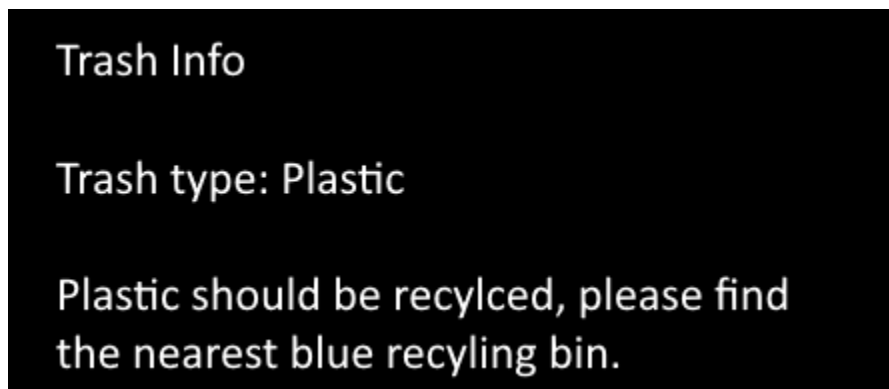 Trash Info
Trash type: Plastic
Plastic should be recylced, please find
the nearest blue recyling bin.